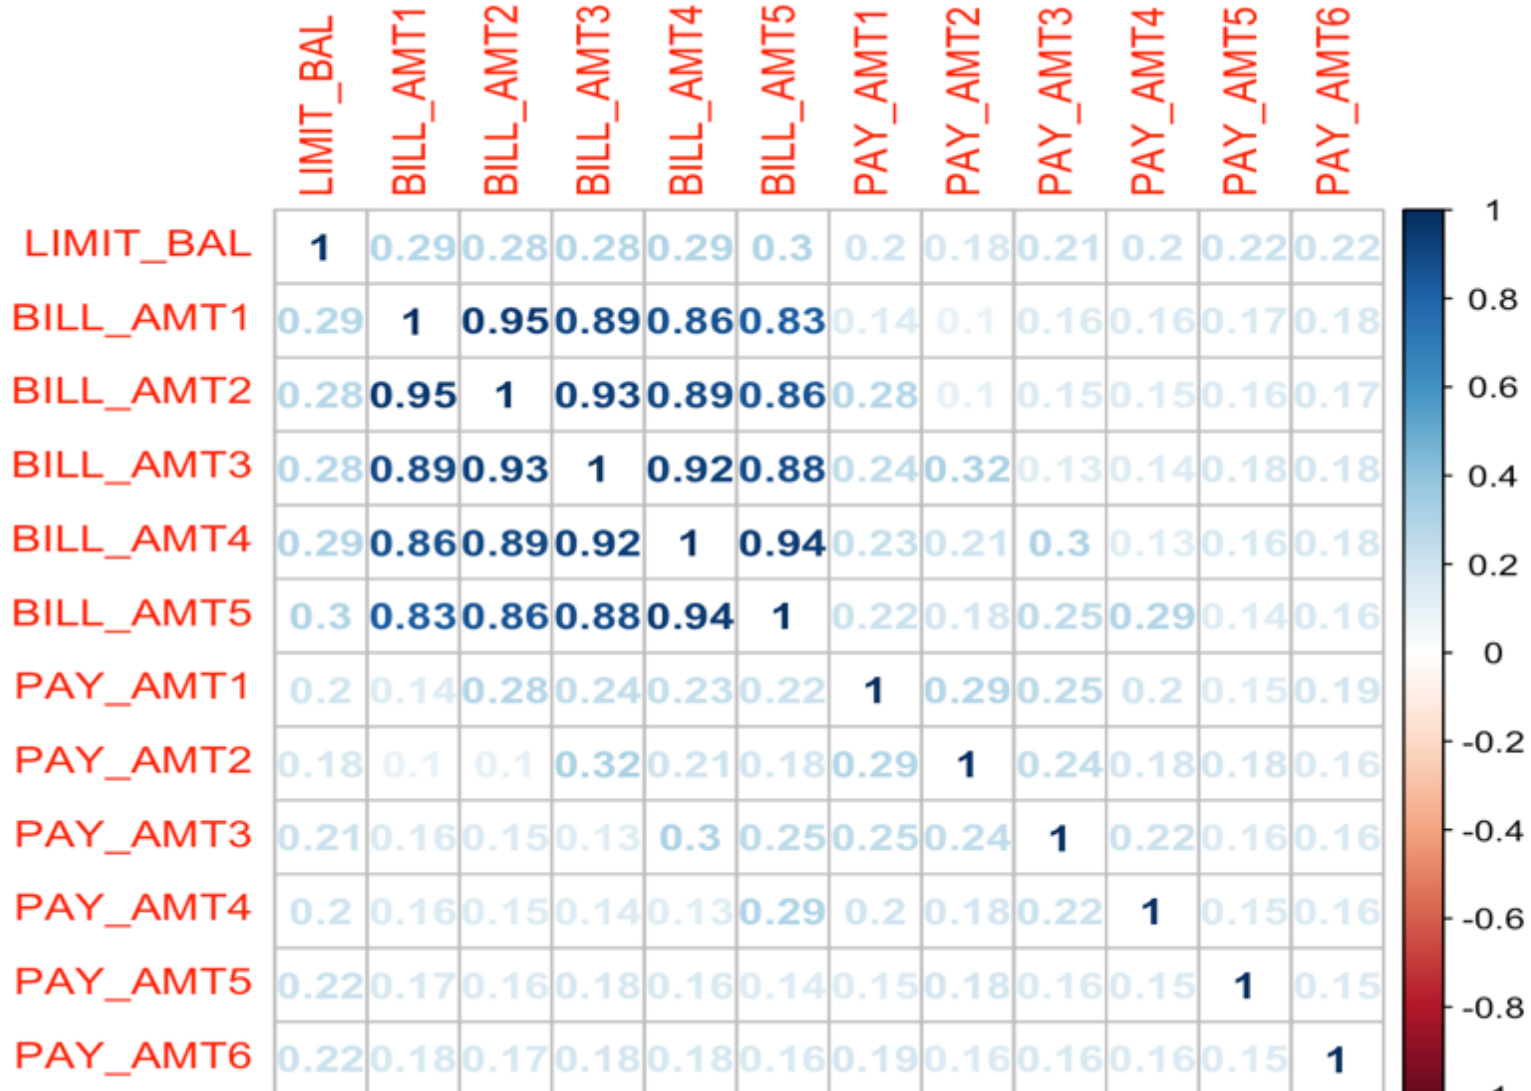 LIMIT_BAL BILL_AMT1 BILL_AMT2 BILL_AMT3 BILL_AMT4 BILL_AMT5 PAY_AMT1 PAY_AMT2 PAY_AMT3 PAY_AMT4 PAY_AMT5 PAY_AMT6
LIMIT_BAL 1 0.29 0.28 0.28 0.29 0.3 0.2 0.18 0.21 0.2 0.22 0.22
BILL_AMT1 0.29 1 0.95 0.89 0.86 0.83 0.14 0.1 0.16 0.16 0.17 0.18
BILL_AMT2 0.28 0.95 1 0.93 0.89 0.86 0.28 0.1 0.15 0.15 0.16 0.17
BILL_AMT3 0.28 0.89 0.93 1 0.92 0.88 0.24 0.32 0.13 0.14 0.18 0.18
BILL_AMT4 0.29 0.86 0.89 0.92 1 0.94 0.23 0.21 0.3 0.13 0.16 0.18
BILL_AMT5 0.3 0.83 0.86 0.88 0.94 1 0.22 0.18 0.25 0.29 0.14 0.16
PAY_AMT1 0.2 0.14 0.28 0.24 0.23 0.22 1 0.29 0.25 0.2 0.15 0.19
PAY_AMT2 0.18 0.1 0.1 0.32 0.21 0.18 0.29 1 0.24 0.18 0.18 0.16
PAY_AMT3 0.21 0.16 0.15 0.13 0.3 0.25 0.25 0.24 1 0.22 0.16 0.16
PAY_AMT4 0.2 0.16 0.15 0.14 0.13 0.29 0.2 0.18 0.22 1 0.15 0.16
PAY_AMT5 0.22 0.17 0.16 0.18 0.16 0.14 0.15 0.18 0.16 0.15 1 0.15
PAY_AMT6 0.22 0.18 0.17 0.18 0.18 0.16 0.19 0.16 0.16 0.16 0.15 1
1
0.8
0.6
0.4
0.2
0
-0.2
-0.4
-0.6
-0.8